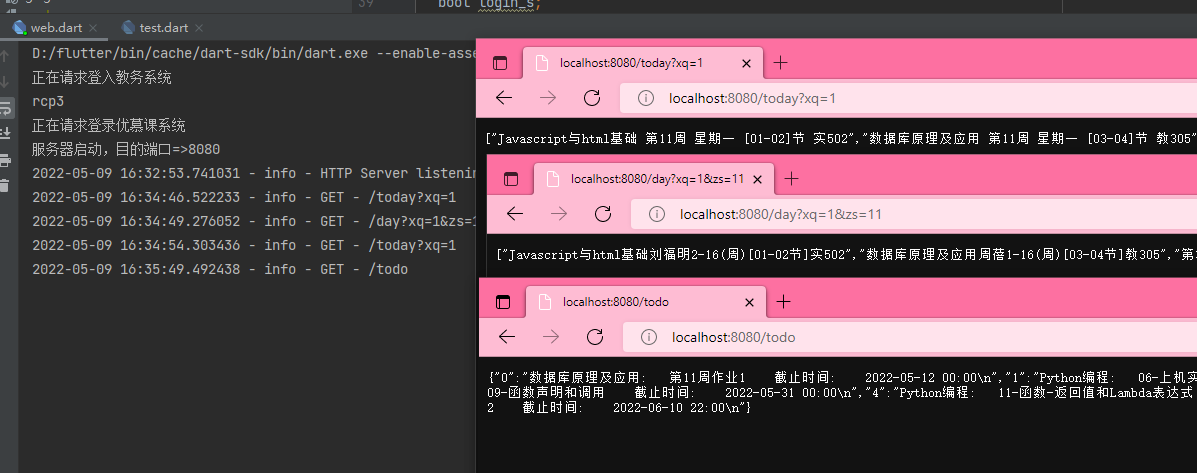 39
bool login_s;
web.dart
test.dart
D:/flutter/bin/cache/dart-sdk/bin/dart.exe --enable-asse
正在请求登入教务系统
rcp3
正在请求登录优慕课系统
服务器启动，目的端口=>8080
2022-05-09 16:32:53.741031 - info - HTTP Server listenin
2022-05-09 16:34:46.522233 - info - GET - /today?xq=1
2022-05-09 16:34:49.276052 - info - GET - /day?xq=1&zs=1
2022-05-09 16:34:54.303436 - info - GET - /today?xq=1
2022-05-09 16:35:49.492438 - info - GET - /todo
localhost:8080/today?xq=1
localhost:8080/today?xq=1
["Javascript与html基础 第11周 星期一 [01-02]节 实502","数据库原理及应用 第11周 星期一 [03-04]节 教305"
localhost:8080/day?xq=1&zs=11
localhost:8080/day?xq=1&zs=11
["Javascript与html基础刘福明2-16(周)[01-02节]实502","数据库原理及应用周蓓1-16(周)[03-04节]教305","第3
localhost:8080/todo
localhost:8080/todo
{"0":"数据库原理及应用: 第11周作业1 截止时间: 2022-05-12 00:00\n","1":"Python编程: 06-上机实
09-函数声明和调用 截止时间: 2022-05-31 00:00\n","4":"Python编程: 11-函数-返回值和Lambda表达式
2 截止时间: 2022-06-10 22:00\n"}